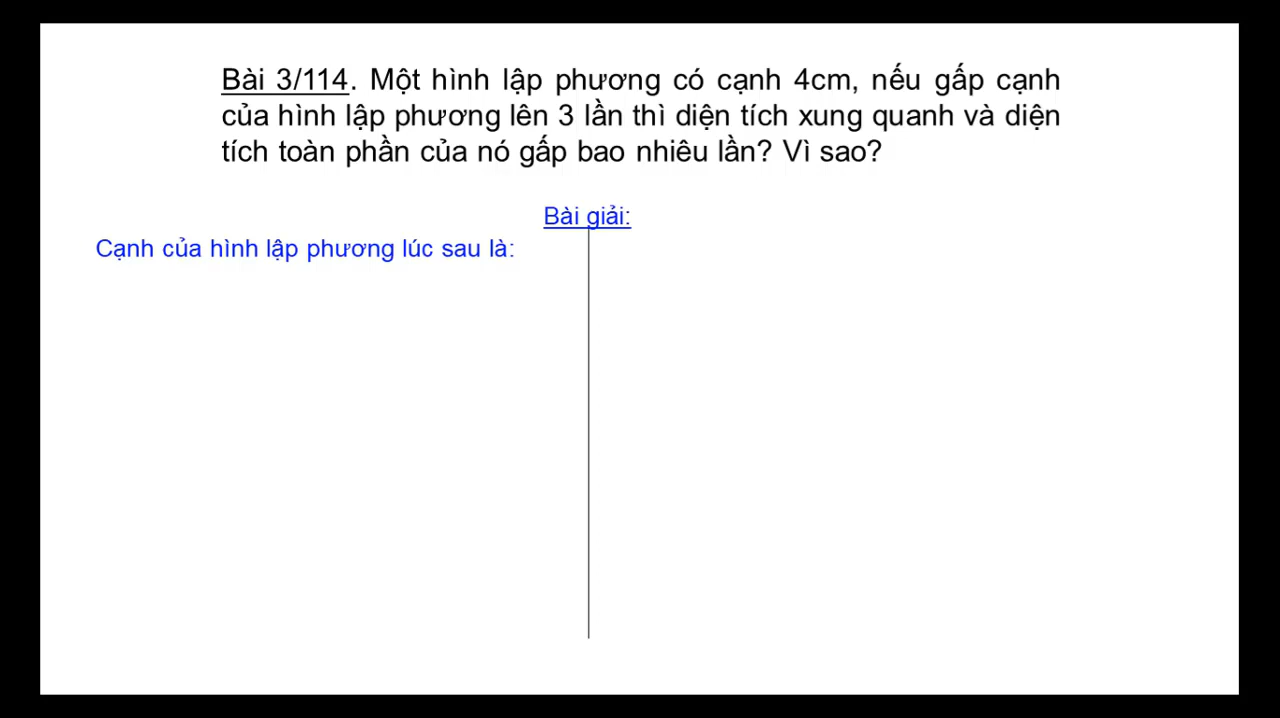 Bài 3/114. Một hình lập phương có cạnh 4cm, nếu gấp cạnh
của hình lập phương lên 3 lần thì diện tích xung quanh và diện
tích toàn phần của nó gấp bao nhiêu lần? Vì sao?
Bài giải:
Cạnh của hình lập phương lúc sau là: